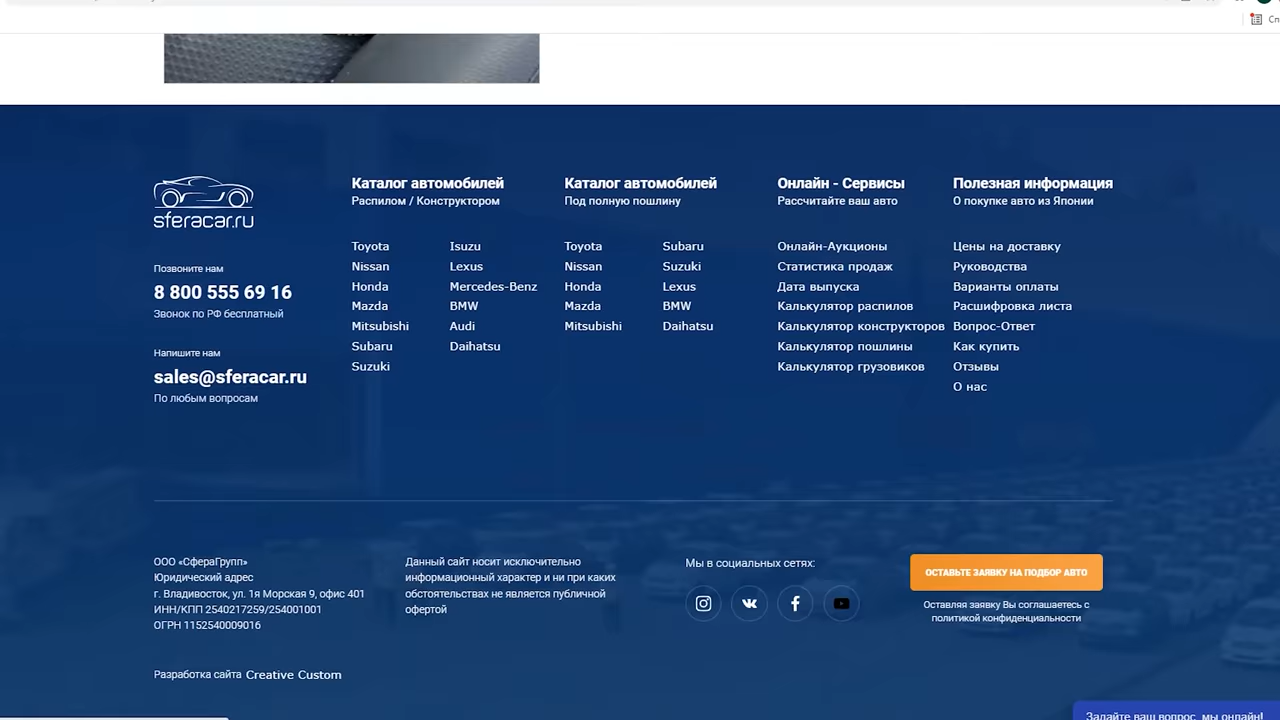 Сп
sferacar.ru
Позвоните нам
8 800 555 69 16
Звонок по РФ бесплатный
Напишите нам
sales@sferacar.ru
По любым вопросам
Каталог автомобилей
Распилом / Конструктором
Toyota
Nissan
Honda
Mazda
Mitsubishi
Subaru
Suzuki
Isuzu
Lexus
Mercedes-Benz
BMW
Audi
Daihatsu
Каталог автомобилей
Под полную пошлину
Toyota
Nissan
Honda
Mazda
Mitsubishi
Subaru
Suzuki
Lexus
BMW
Daihatsu
Онлайн - Сервисы
Рассчитайте ваш авто
Онлайн-Аукционы
Статистика продаж
Дата выпуска
Калькулятор распилов
Калькулятор конструкторов
Калькулятор пошлины
Калькулятор грузовиков
Полезная информация
О покупке авто из Японии
Цены на доставку
Руководства
Варианты оплаты
Расшифровка листа
Вопрос-Ответ
Как купить
Отзывы
О нас
ООО «СфераГрупп»
Юридический адрес
г. Владивосток, ул. 1я Морская 9, офис 401
ИНН/КПП 2540217259/254001001
ОГРН 1152540009016
Данный сайт носит исключительно
информационный характер и ни при каких
обстоятельствах не является публичной
офертой
Мы в социальных сетях:
ОСТАВЬТЕ ЗАЯВКУ НА ПОДБОР АВТО
Оставляя заявку Вы соглашаетесь с
политикой конфиденциальности
Разработка сайта Creative Custom
Задайте ваш вопрос, мы онлайн!